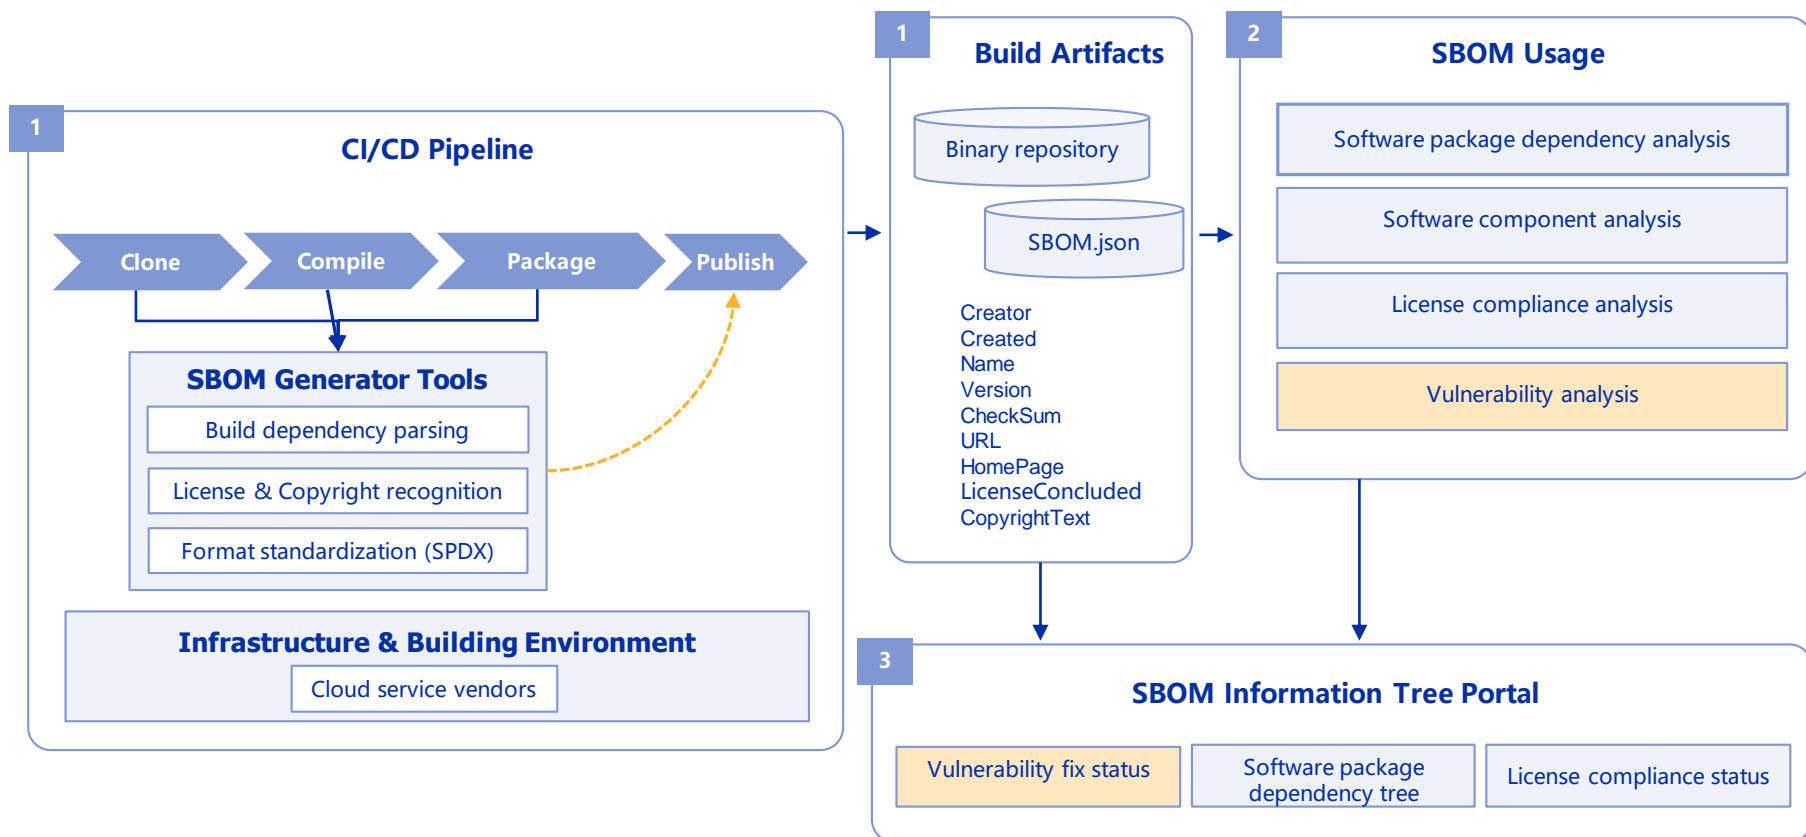 1
CI/CD Pipeline
Clone
Compile
Package
Publish
SBOM Generator Tools
Build dependency parsing
License & Copyright recognition
Format standardization (SPDX)
Infrastructure & Building Environment
Cloud service vendors
1
Build Artifacts
Binary repository
SBOM.json
Creator
Created
Name
Version
CheckSum
URL
HomePage
LicenseConcluded
CopyrightText
2
SBOM Usage
Software package dependency analysis
Software component analysis
License compliance analysis
Vulnerability analysis
3
SBOM Information Tree Portal
Vulnerability fix status
Software package
dependency tree
License compliance status